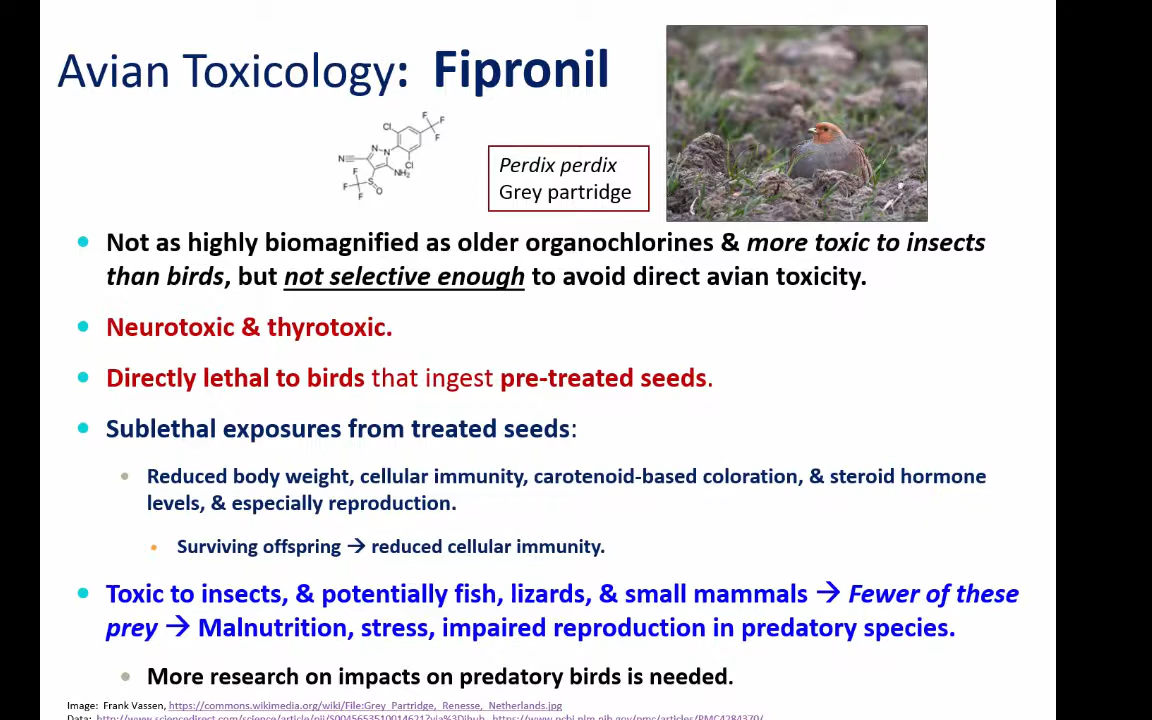 Avian Toxicology: Fipronil
Cl
F
F
F
N
N
N
Cl
NH2
F
F
S
F
O
Perdix perdix
Grey partridge
Not as highly biomagnified as older organochlorines & more toxic to insects
than birds, but not selective enough to avoid direct avian toxicity.
Neurotoxic & thyrotoxic.
Directly lethal to birds that ingest pre-treated seeds.
Sublethal exposures from treated seeds:
Reduced body weight, cellular immunity, carotenoid-based coloration, & steroid hormone
levels, & especially reproduction.
Surviving offspring → reduced cellular immunity.
Toxic to insects, & potentially fish, lizards, & small mammals → Fewer of these
prey → Malnutrition, stress, impaired reproduction in predatory species.
More research on impacts on predatory birds is needed.
Image: Frank Vassen, https://commons.wikimedia.org/wiki/File:Grey_Partridge,_Renesse,_Netherlands.jpg
Data: